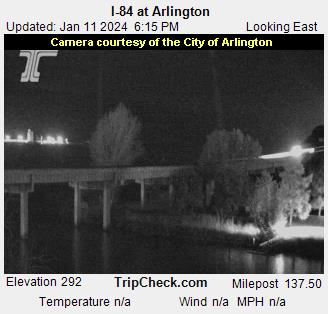 I-84 at Arlington
Updated: Jan 11 2024 6:15 PM Looking East
Camera courtesy of the City of Arlington
Elevation 292 TripCheck.com Milepost 137.50
Temperature n/a Wind n/a MPH n/a